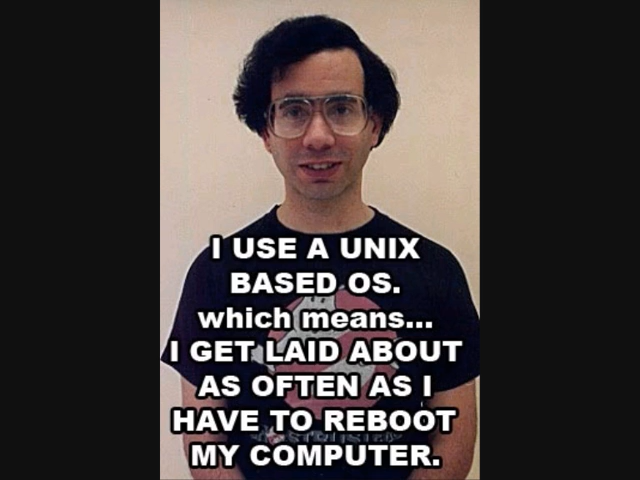 I USE A UNIX
BASED OS.
which means...
I GET LAID ABOUT
AS OFTEN AS I
HAVE TO REBOOT
MY COMPUTER.